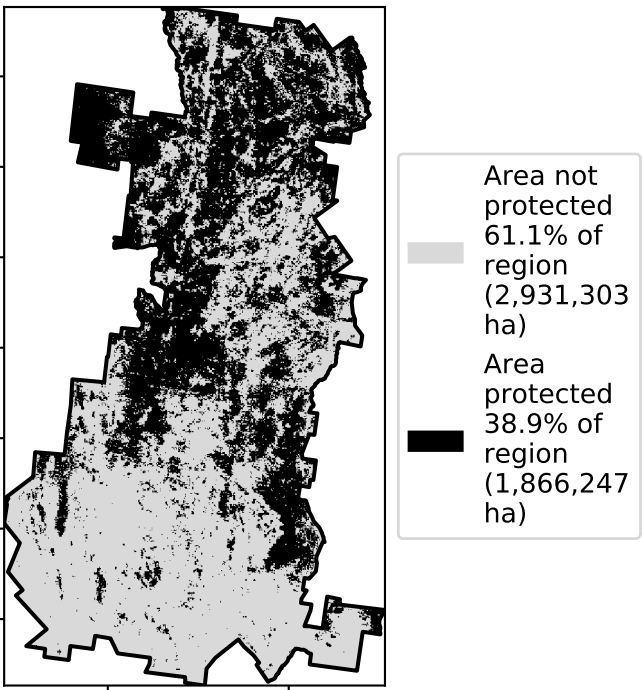 Area not
protected
61.1% of
region
(2,931,303
ha)
Area
protected
38.9% of
region
(1,866,247
ha)